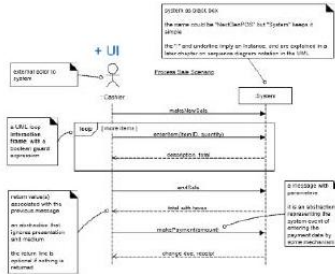 system as black box
the name could be "NextGenPOS" but "System" keeps it
simple
the ":" and underline imply an instance, and are explained in a
later chapter on sequence diagram notation in the UML
+ UI
external actor to
system
Process Sale Scenario
: Cashier
: System
makeNewSale
a UML loop
interaction
frame, with a
boolean guard
expression
loop
[ more items ]
enterItem(itemID, quantity)
description, total
endSale
return value(s)
associated with the
previous message
an abstraction that
ignores presentation
and medium
the return line is
optional if nothing is
returned
total with taxes
makePayment(amount)
change due, receipt
a message with
parameters
it is an abstraction
representing the
system event of
entering the
payment data by
some mechanism